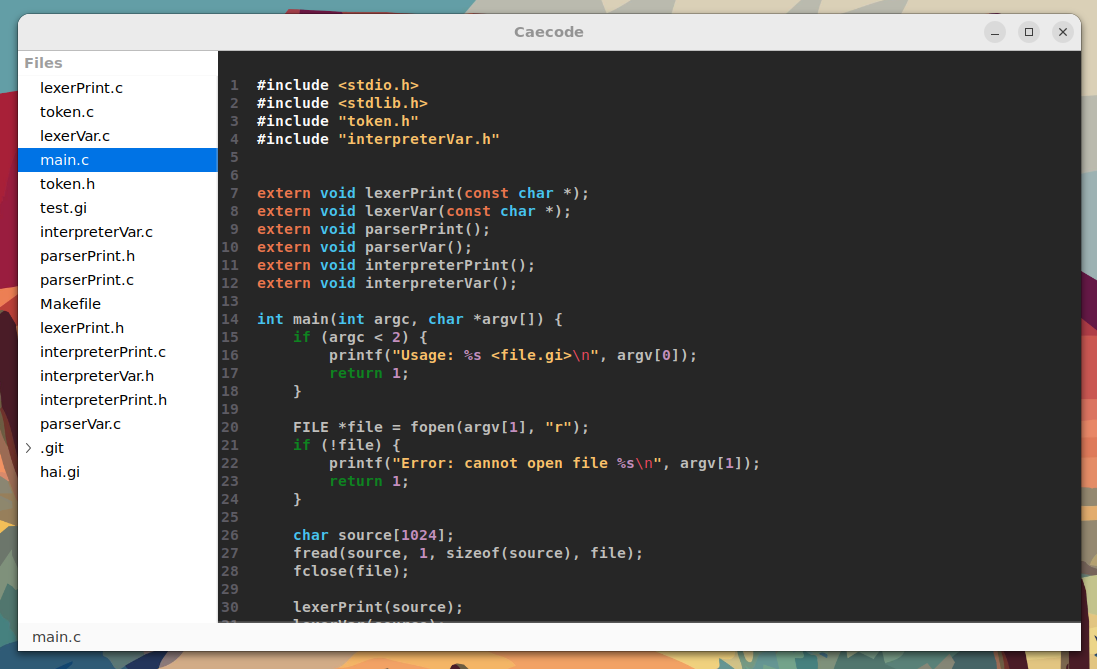 Caecode
Files
lexerPrint.c
token.c
lexerVar.c
main.c
token.h
test.gi
interpreterVar.c
parserPrint.h
parserPrint.c
Makefile
lexerPrint.h
interpreterPrint.c
interpreterVar.h
interpreterPrint.h
parserVar.c
.git
hai.gi
1 #include <stdio.h>
2 #include <stdlib.h>
3 #include "token.h"
4 #include "interpreterVar.h"
5
6
7 extern void lexerPrint(const char *);
8 extern void lexerVar(const char *);
9 extern void parserPrint();
10 extern void parserVar();
11 extern void interpreterPrint();
12 extern void interpreterVar();
13
14 int main(int argc, char *argv[]) {
15     if (argc < 2) {
16         printf("Usage: %s <file.gi>\n", argv[0]);
17         return 1;
18     }
19
20     FILE *file = fopen(argv[1], "r");
21     if (!file) {
22         printf("Error: cannot open file %s\n", argv[1]);
23         return 1;
24     }
25
26     char source[1024];
27     fread(source, 1, sizeof(source), file);
28     fclose(file);
29
30     lexerPrint(source);
31     lexerVar(source);
main.c